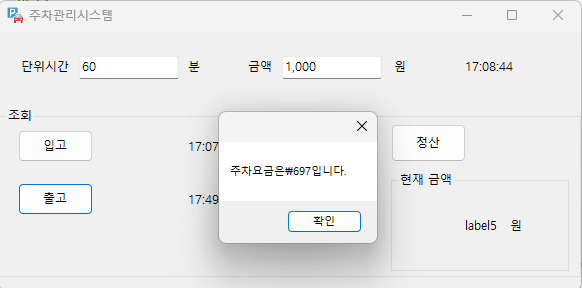 주차관리시스템
단위시간 60 분 금액 1,000 원 17:08:44
조회
입고 17:07 정산
주차요금은₩697입니다.
현재 금액
출고 17:49
확인
label5 원